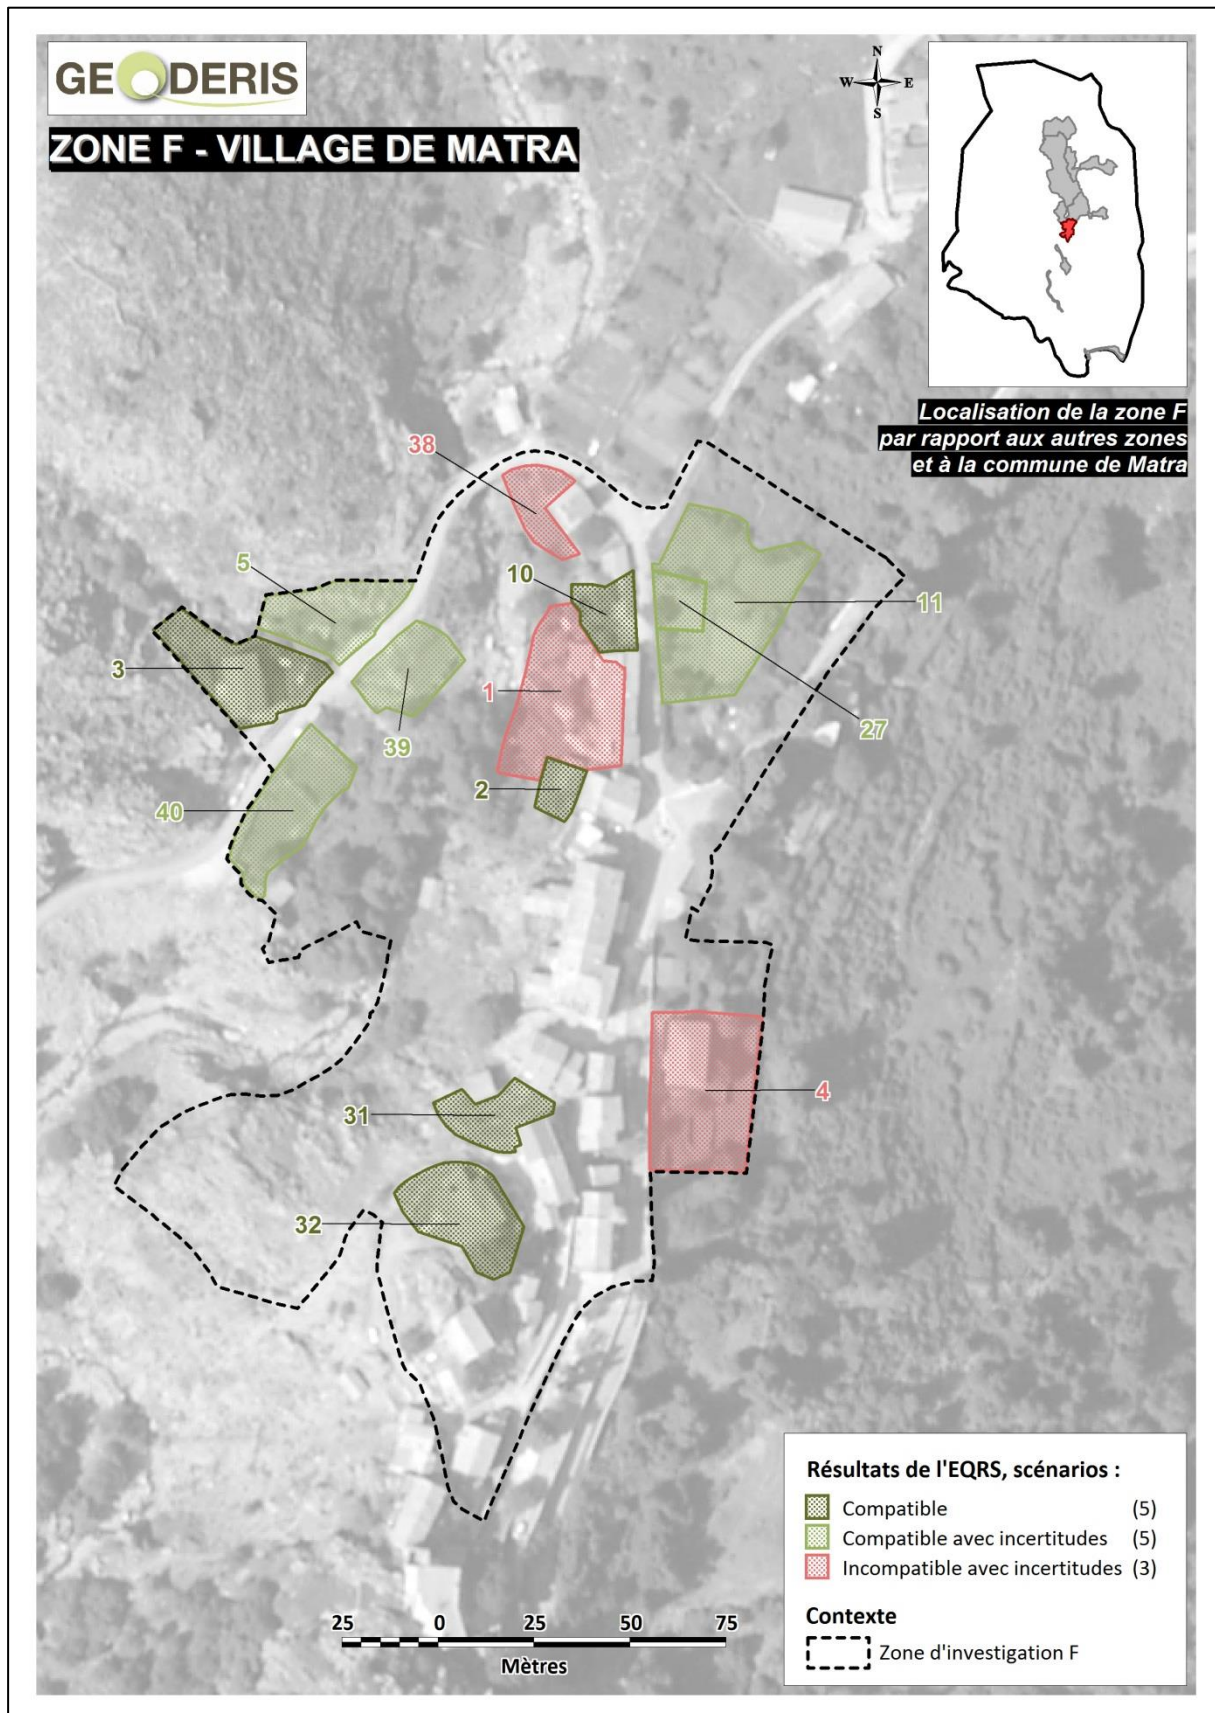 GEODERIS
ZONE F - VILLAGE DE MATRA
N
W E
S
Localisation de la zone F
par rapport aux autres zones
et à la commune de Matra
38
5
10
11
3
1
27
39
2
40
4
31
32
Résultats de l'EQRS, scénarios :
Compatible (5)
Compatible avec incertitudes (5)
Incompatible avec incertitudes (3)
Contexte
Zone d'investigation F
25 0 25 50 75
Mètres